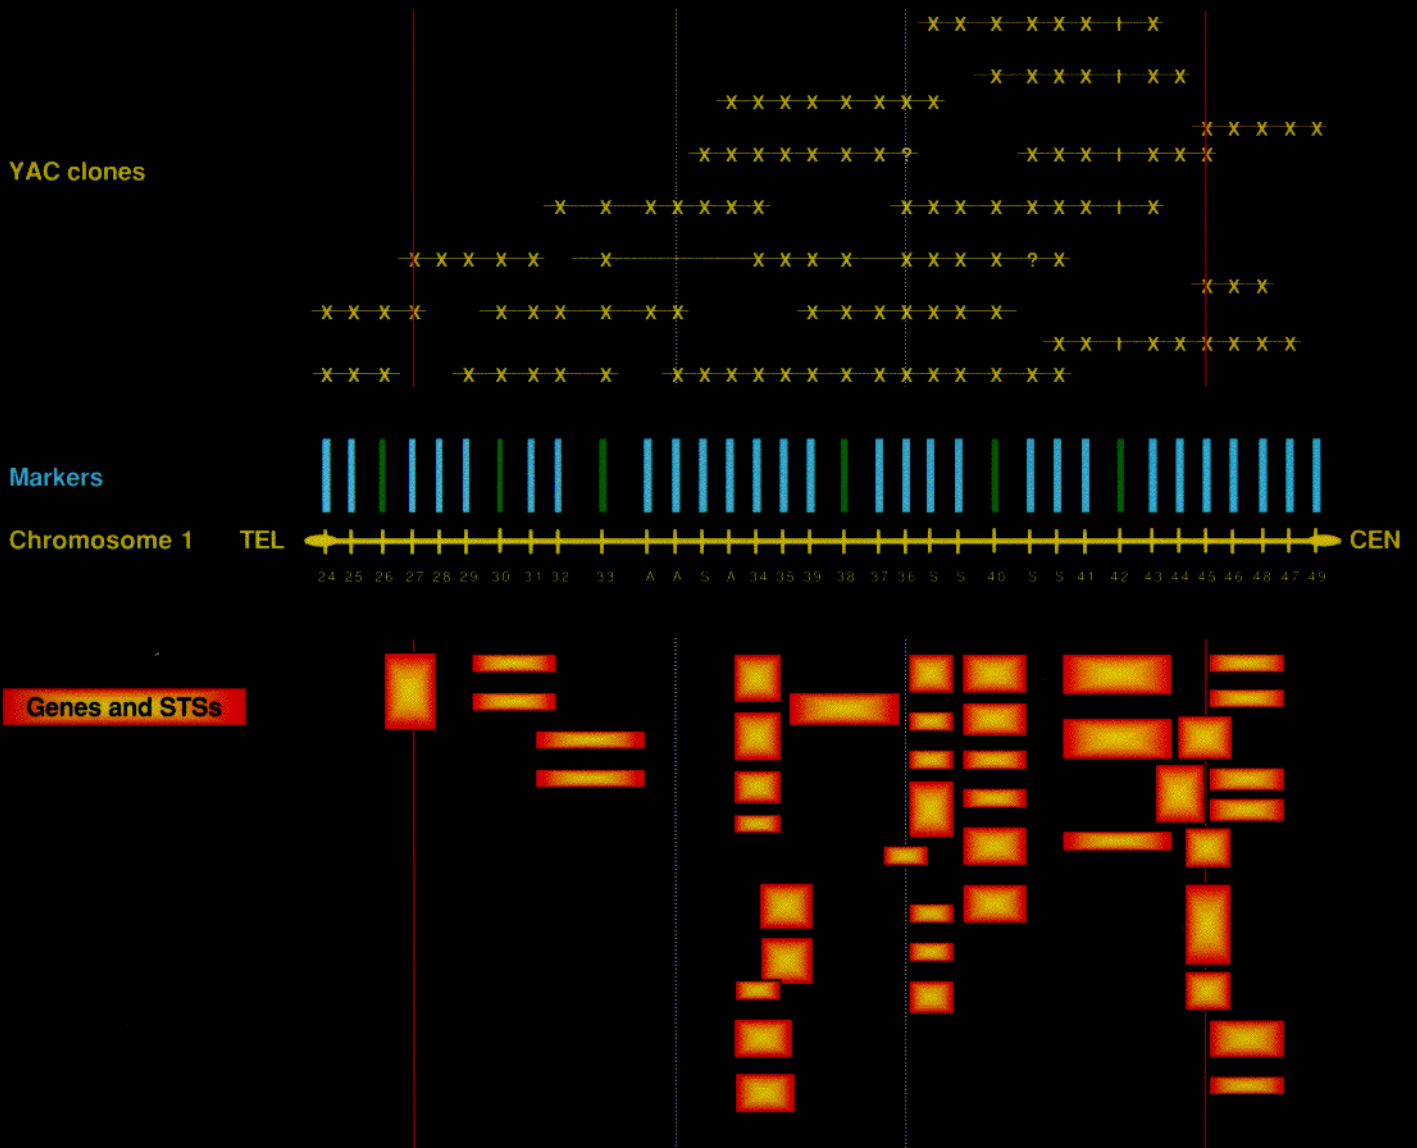 X X X X X X I X
X X X X I X X
X X X X X X X X
X X X X X
X X X X X X X ?
X X X I X X X
YAC clones
X X X X X X X
X X X X X X X I X
X X X X X
X X X X X X X X X ? X
X X X
X X X X
X X X X X X
X X X X X X X
X X I X X X X X
X X X
X X X X X
X X X X X X X X X X X X X X
Markers
Chromosome 1 TEL CEN
24 25 26 27 28 29 30 31 32 33 A A S A 34 35 39 38 37 36 S S 40 S S 41 42 43 44 45 46 48 47 49
Genes and STSs